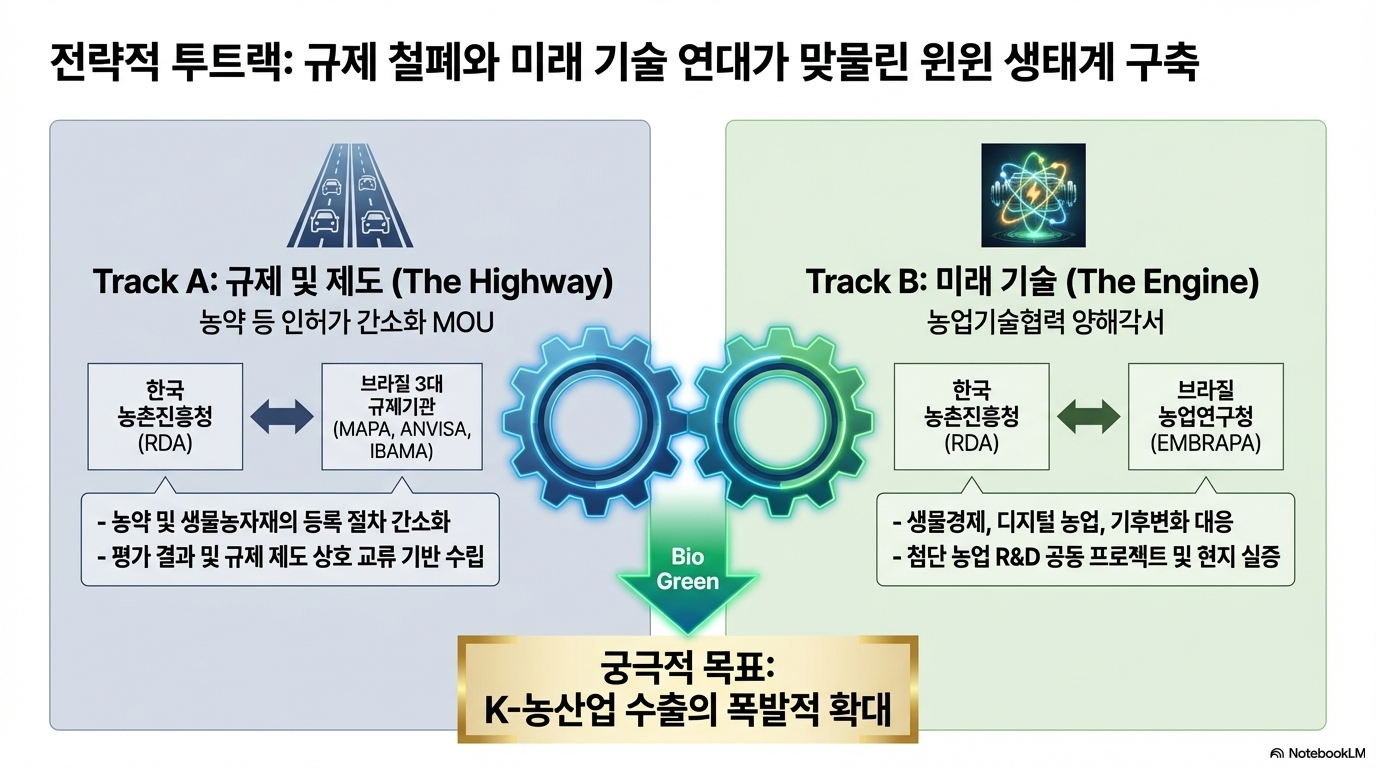 전략적 투트랙: 규제 철폐와 미래 기술 연대가 맞물린 윈윈 생태계 구축
Track A: 규제 및 제도 (The Highway)
농약 등 인허가 간소화 MOU
한국
농촌진흥청
(RDA)
브라질 3대
규제기관
(MAPA, ANVISA,
IBAMA)
- 농약 및 생물농자재의 등록 절차 간소화
- 평가 결과 및 규제 제도 상호 교류 기반 수립
Track B: 미래 기술 (The Engine)
농업기술협력 양해각서
한국
농촌진흥청
(RDA)
브라질
농업연구청
(EMBRAPA)
- 생물경제, 디지털 농업, 기후변화 대응
- 첨단 농업 R&D 공동 프로젝트 및 현지 실증
Bio
Green
궁극적 목표:
K-농산업 수출의 폭발적 확대
NotebookLM